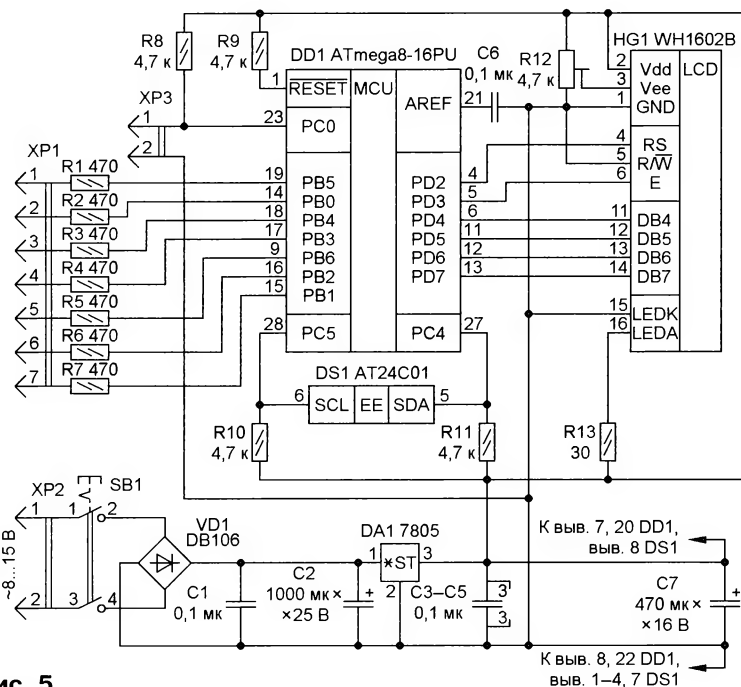 R8
4,7 к
R9
4,7 к
DD1 ATmega8-16PU
C6
0,1 мк
R12
4,7 к
HG1 WH1602B
XP3
1
2
1
RESET
MCU
AREF
21
23
PC0
2
3
1
Vdd
Vee
GND
LCD
4
5
6
RS
R/W
E
XP1
1
R1 470
19
PB5
PD2
4
2
R2 470
14
PB0
PD3
5
3
R3 470
18
PB4
PD4
6
11
DB4
4
R4 470
17
PB3
PD5
11
12
DB5
5
R5 470
9
PB6
PD6
12
13
DB6
6
R6 470
16
PB2
PD7
13
14
DB7
7
R7 470
15
PB1
15
LEDK
16
LEDA
28
PC5
PC4
27
DS1 AT24C01
6
SCL
EE
SDA
5
R10
4,7 к
R11
4,7 к
R13
30
XP2
SB1
1
1
2
2
3
4
~8...15 В
VD1
DB106
DA1 7805
1
*ST
3
2
C1
0,1 мк
C2
1000 мк×
×25 В
+
C3–C5
0,1 мк
3
3
К выв. 7, 20 DD1,
выв. 8 DS1
C7
470 мк×
×16 В
+
К выв. 8, 22 DD1,
выв. 1–4, 7 DS1
ис. 5